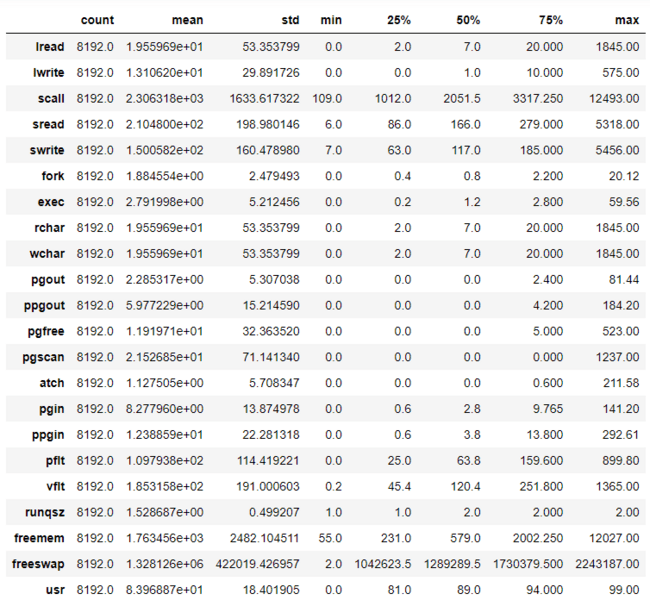 count mean std min 25% 50% 75% max
lread 8192.0 1.955969e+01 53.353799 0.0 2.0 7.0 20.000 1845.00
lwrite 8192.0 1.310620e+01 29.891726 0.0 0.0 1.0 10.000 575.00
scall 8192.0 2.306318e+03 1633.617322 109.0 1012.0 2051.5 3317.250 12493.00
sread 8192.0 2.104800e+02 198.980146 6.0 86.0 166.0 279.000 5318.00
swrite 8192.0 1.500582e+02 160.478980 7.0 63.0 117.0 185.000 5456.00
fork 8192.0 1.884554e+00 2.479493 0.0 0.4 0.8 2.200 20.12
exec 8192.0 2.791998e+00 5.212456 0.0 0.2 1.2 2.800 59.56
rchar 8192.0 1.955969e+01 53.353799 0.0 2.0 7.0 20.000 1845.00
wchar 8192.0 1.955969e+01 53.353799 0.0 2.0 7.0 20.000 1845.00
pgout 8192.0 2.285317e+00 5.307038 0.0 0.0 0.0 2.400 81.44
ppgout 8192.0 5.977229e+00 15.214590 0.0 0.0 0.0 4.200 184.20
pgfree 8192.0 1.191971e+01 32.363520 0.0 0.0 0.0 5.000 523.00
pgscan 8192.0 2.152685e+01 71.141340 0.0 0.0 0.0 0.000 1237.00
atch 8192.0 1.127505e+00 5.708347 0.0 0.0 0.0 0.600 211.58
pgin 8192.0 8.277960e+00 13.874978 0.0 0.6 2.8 9.765 141.20
ppgin 8192.0 1.238859e+01 22.281318 0.0 0.6 3.8 13.800 292.61
pflt 8192.0 1.097938e+02 114.419221 0.0 25.0 63.8 159.600 899.80
vflt 8192.0 1.853158e+02 191.000603 0.2 45.4 120.4 251.800 1365.00
runqsz 8192.0 1.528687e+00 0.499207 1.0 1.0 2.0 2.000 2.00
freemem 8192.0 1.763456e+03 2482.104511 55.0 231.0 579.0 2002.250 12027.00
freeswap 8192.0 1.328126e+06 422019.426957 2.0 1042623.5 1289289.5 1730379.500 2243187.00
usr 8192.0 8.396887e+01 18.401905 0.0 81.0 89.0 94.000 99.00